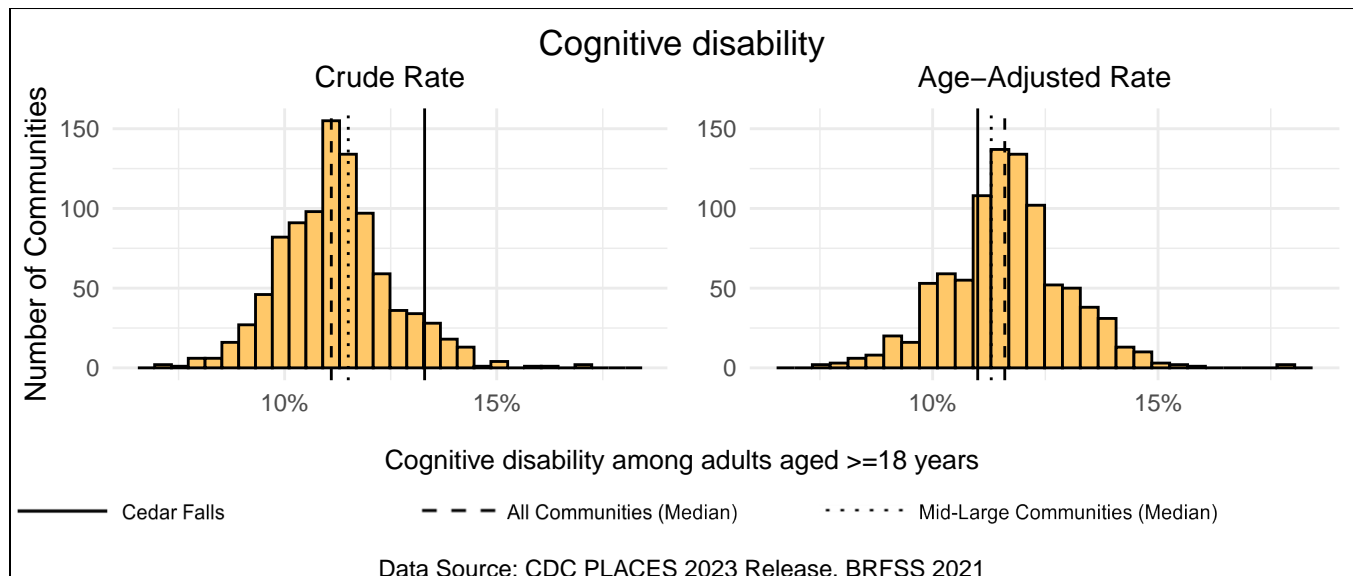 Cognitive disability
Crude Rate
Age−Adjusted Rate
Number of Communities
150
100
50
0
10%
15%
150
100
50
0
10%
15%
Cognitive disability among adults aged >=18 years
Cedar Falls
All Communities (Median)
Mid-Large Communities (Median)
Data Source: CDC PLACES 2023 Release, BRFSS 2021